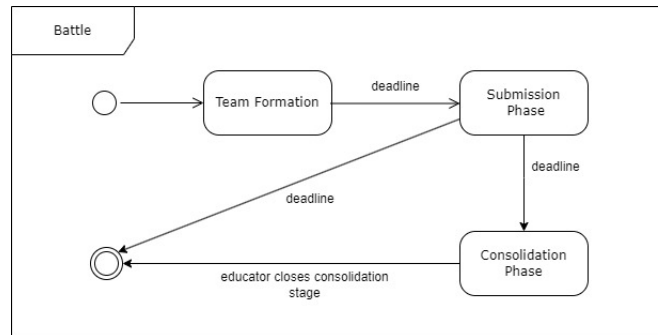 Battle
Team Formation
deadline
Submission
Phase
deadline
deadline
Consolidation
Phase
educator closes consolidation
stage